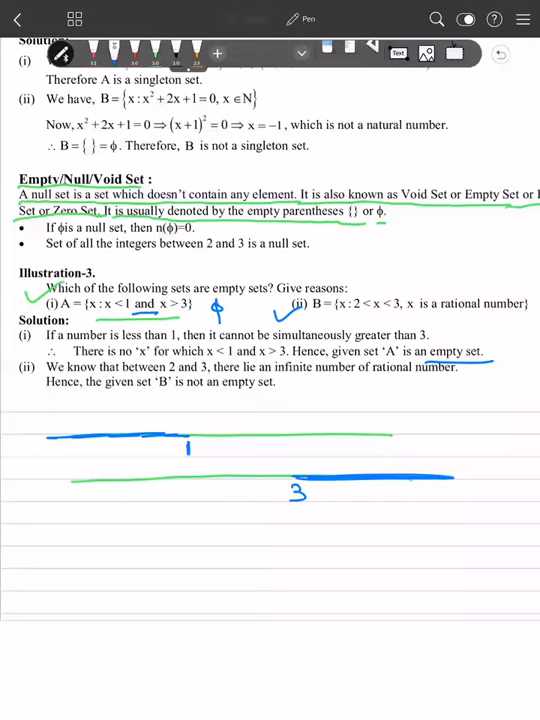 Pen
Text
Solution:
(i)
Therefore A is a singleton set.
(ii) We have, B = {x : x² + 2x + 1 = 0, x ∈ N}
Now, x² + 2x + 1 = 0 ⇒ (x + 1)² = 0 ⇒ x = −1, which is not a natural number.
∴ B = { } = ϕ. Therefore, B is not a singleton set.
Empty/Null/Void Set :
A null set is a set which doesn't contain any element. It is also known as Void Set or Empty Set or
Set or Zero Set. It is usually denoted by the empty parentheses {} or ϕ.
• If ϕis a null set, then n(ϕ)=0.
• Set of all the integers between 2 and 3 is a null set.
Illustration-3.
Which of the following sets are empty sets? Give reasons:
(i) A = {x : x < 1 and x > 3} ϕ (ii) B = {x : 2 < x < 3, x is a rational number}
Solution:
(i) If a number is less than 1, then it cannot be simultaneously greater than 3.
∴ There is no 'x' for which x < 1 and x > 3. Hence, given set 'A' is an empty set.
(ii) We know that between 2 and 3, there lie an infinite number of rational number.
Hence, the given set 'B' is not an empty set.
1
3